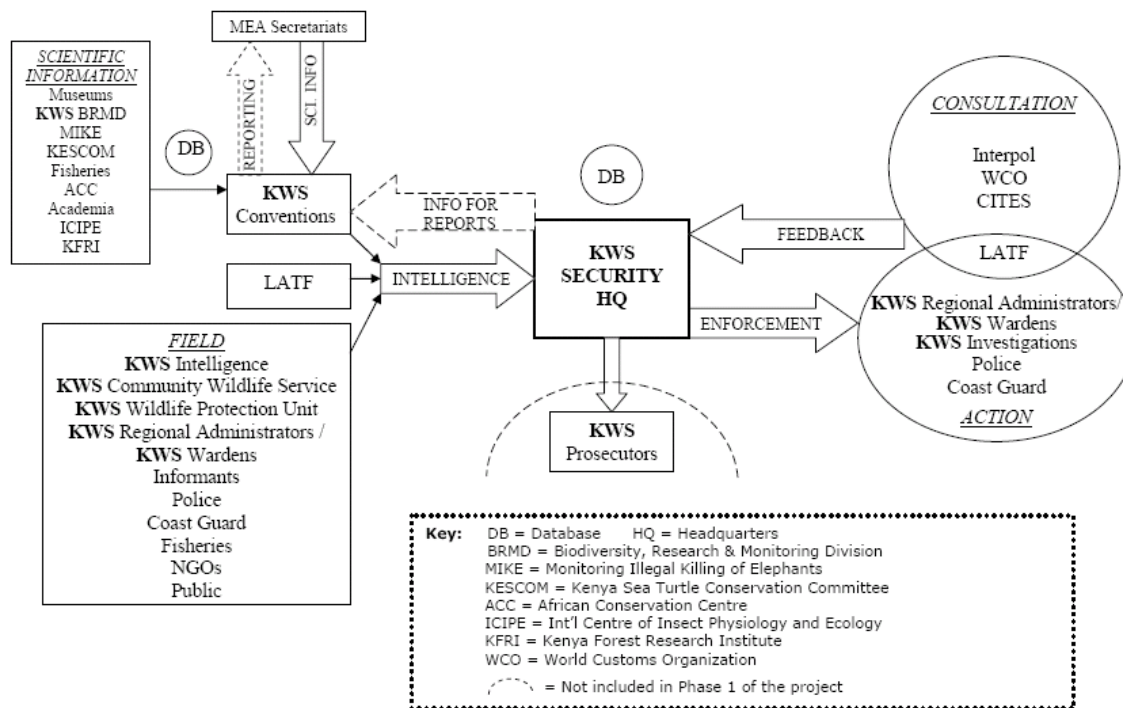 MEA Secretariats
SCIENTIFIC
INFORMATION
Museums
KWS BRMD
MIKE
KESCOM
Fisheries
ACC
Academia
ICIPE
KFRI
DB
REPORTING
SCI. INFO
KWS
Conventions
INFO FOR
REPORTS
LATF
INTELLIGENCE
DB
KWS
SECURITY
HQ
FEEDBACK
ENFORCEMENT
CONSULTATION
Interpol
WCO
CITES
LATF
KWS Regional Administrators/
KWS Wardens
KWS Investigations
Police
Coast Guard
ACTION
FIELD
KWS Intelligence
KWS Community Wildlife Service
KWS Wildlife Protection Unit
KWS Regional Administrators /
KWS Wardens
Informants
Police
Coast Guard
Fisheries
NGOs
Public
KWS
Prosecutors
Key: DB = Database HQ = Headquarters
BRMD = Biodiversity, Research & Monitoring Division
MIKE = Monitoring Illegal Killing of Elephants
KESCOM = Kenya Sea Turtle Conservation Committee
ACC = African Conservation Centre
ICIPE = Int'l Centre of Insect Physiology and Ecology
KFRI = Kenya Forest Research Institute
WCO = World Customs Organization
= Not included in Phase 1 of the project